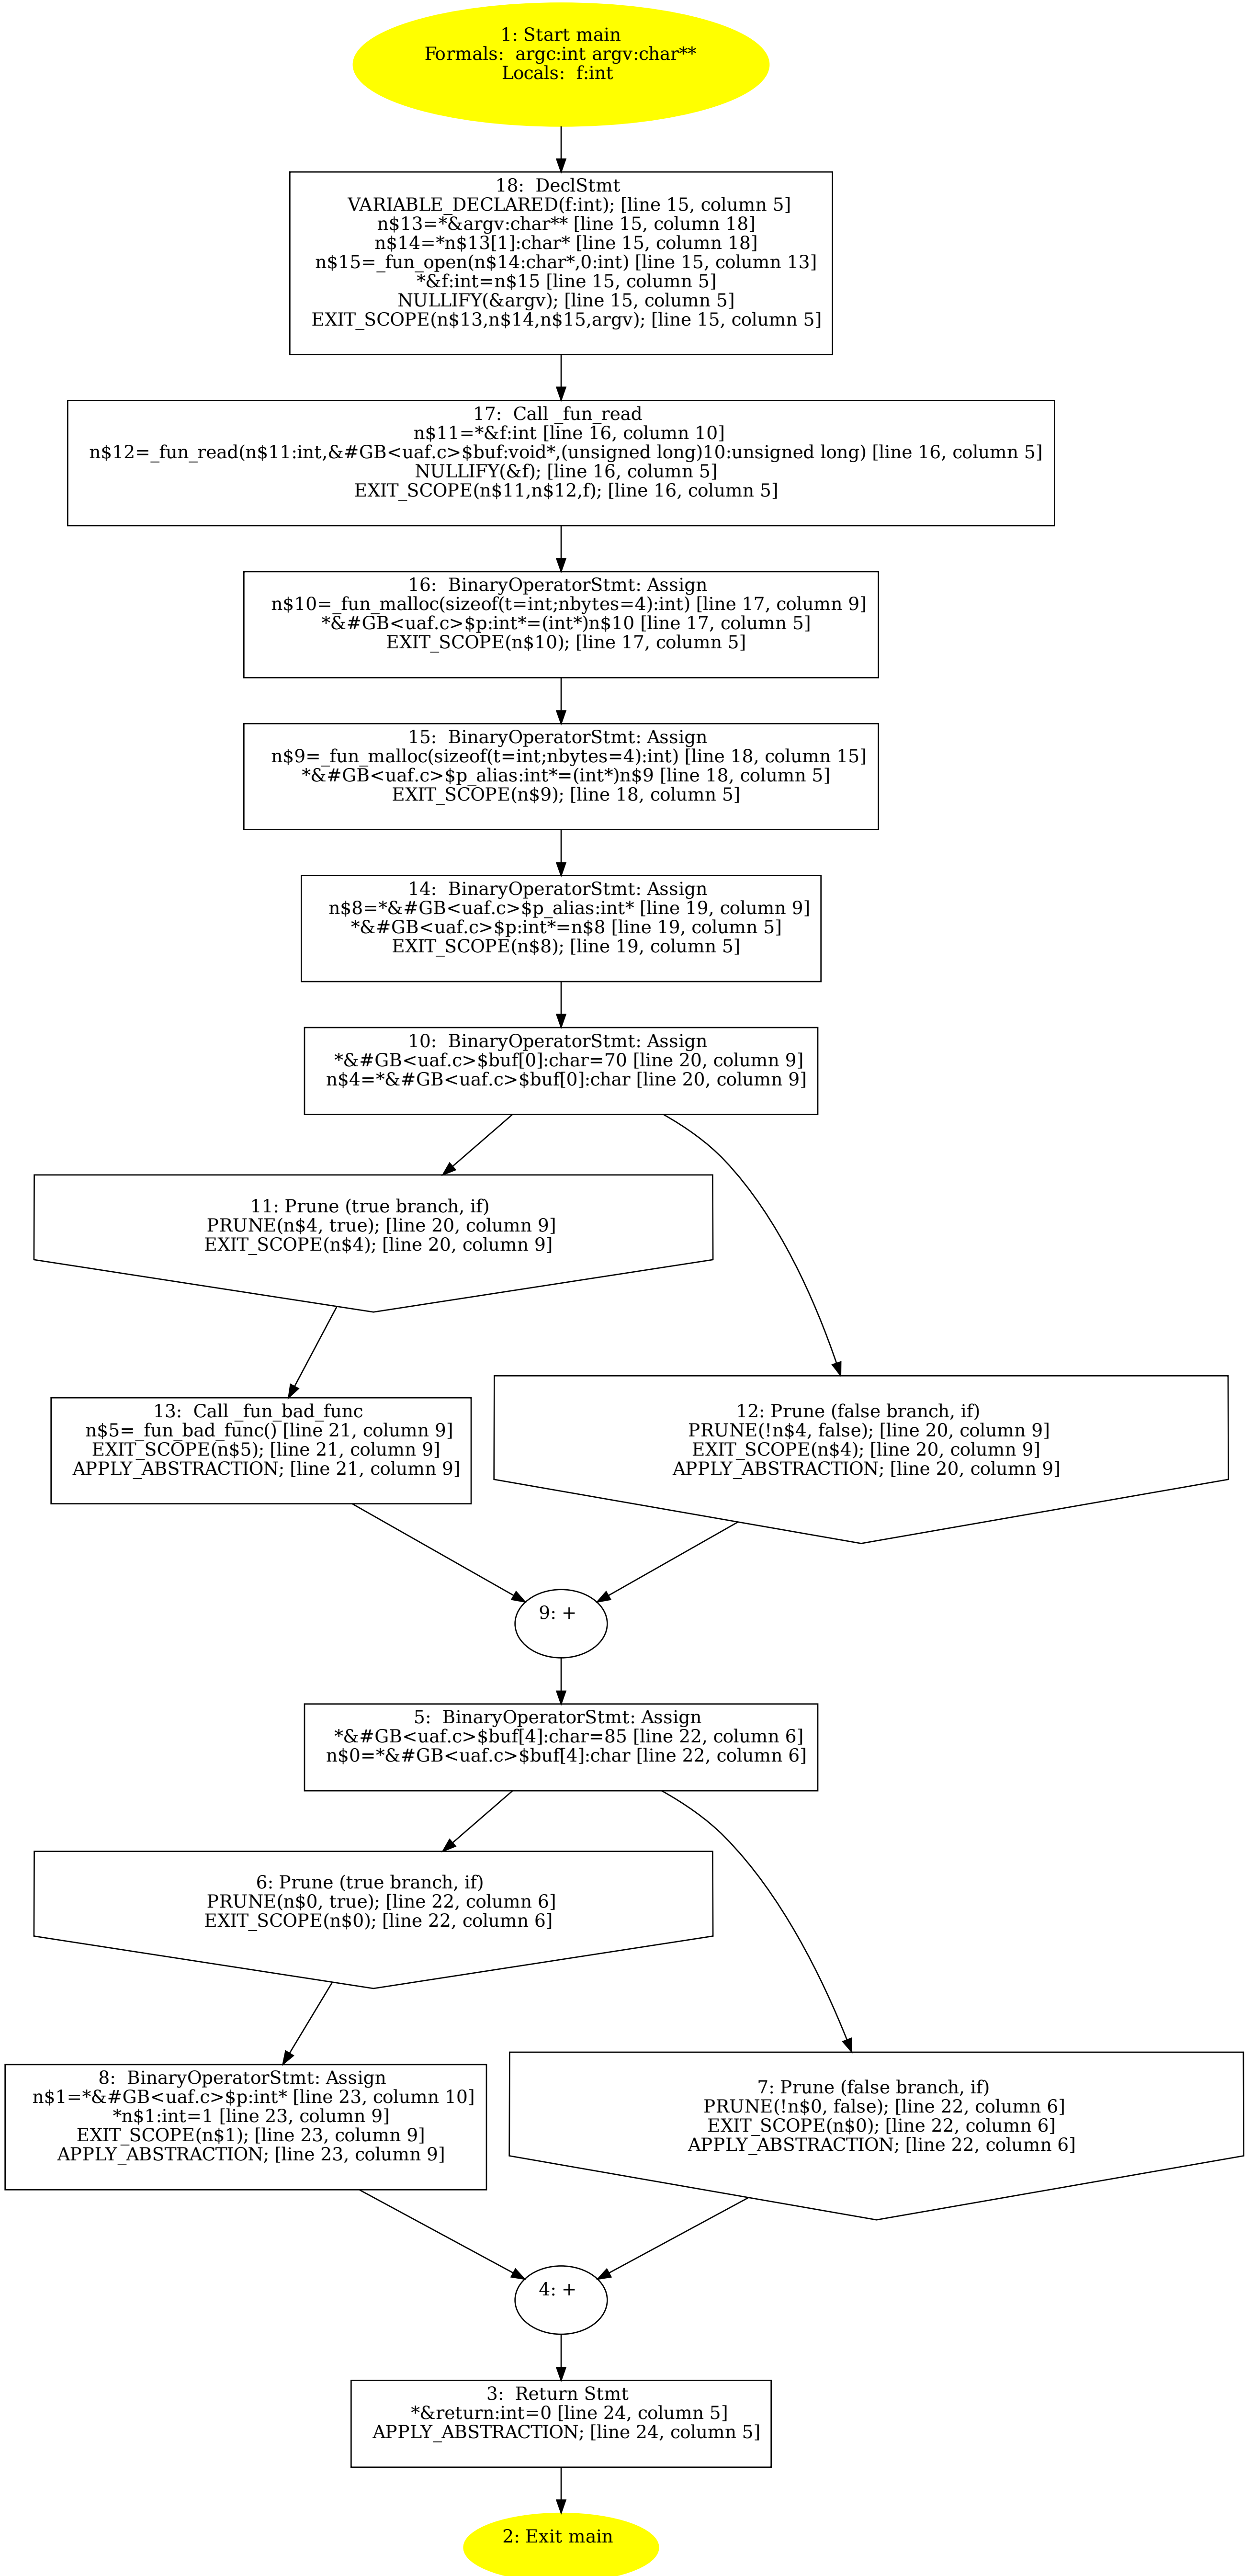 1: Start main
Formals:  argc:int argv:char**
Locals:  f:int
18:  DeclStmt
VARIABLE_DECLARED(f:int); [line 15, column 5]
n$13=*&argv:char** [line 15, column 18]
n$14=*n$13[1]:char* [line 15, column 18]
n$15=_fun_open(n$14:char*,0:int) [line 15, column 13]
*&f:int=n$15 [line 15, column 5]
NULLIFY(&argv); [line 15, column 5]
EXIT_SCOPE(n$13,n$14,n$15,argv); [line 15, column 5]
17:  Call _fun_read
n$11=*&f:int [line 16, column 10]
n$12=_fun_read(n$11:int,&#GB<uaf.c>$buf:void*,(unsigned long)10:unsigned long) [line 16, column 5]
NULLIFY(&f); [line 16, column 5]
EXIT_SCOPE(n$11,n$12,f); [line 16, column 5]
16:  BinaryOperatorStmt: Assign
n$10=_fun_malloc(sizeof(t=int;nbytes=4):int) [line 17, column 9]
*&#GB<uaf.c>$p:int*=(int*)n$10 [line 17, column 5]
EXIT_SCOPE(n$10); [line 17, column 5]
15:  BinaryOperatorStmt: Assign
n$9=_fun_malloc(sizeof(t=int;nbytes=4):int) [line 18, column 15]
*&#GB<uaf.c>$p_alias:int*=(int*)n$9 [line 18, column 5]
EXIT_SCOPE(n$9); [line 18, column 5]
14:  BinaryOperatorStmt: Assign
n$8=*&#GB<uaf.c>$p_alias:int* [line 19, column 9]
*&#GB<uaf.c>$p:int*=n$8 [line 19, column 5]
EXIT_SCOPE(n$8); [line 19, column 5]
10:  BinaryOperatorStmt: Assign
*&#GB<uaf.c>$buf[0]:char=70 [line 20, column 9]
n$4=*&#GB<uaf.c>$buf[0]:char [line 20, column 9]
11: Prune (true branch, if)
PRUNE(n$4, true); [line 20, column 9]
EXIT_SCOPE(n$4); [line 20, column 9]
13:  Call _fun_bad_func
n$5=_fun_bad_func() [line 21, column 9]
EXIT_SCOPE(n$5); [line 21, column 9]
APPLY_ABSTRACTION; [line 21, column 9]
12: Prune (false branch, if)
PRUNE(!n$4, false); [line 20, column 9]
EXIT_SCOPE(n$4); [line 20, column 9]
APPLY_ABSTRACTION; [line 20, column 9]
9: +
5:  BinaryOperatorStmt: Assign
*&#GB<uaf.c>$buf[4]:char=85 [line 22, column 6]
n$0=*&#GB<uaf.c>$buf[4]:char [line 22, column 6]
6: Prune (true branch, if)
PRUNE(n$0, true); [line 22, column 6]
EXIT_SCOPE(n$0); [line 22, column 6]
8:  BinaryOperatorStmt: Assign
n$1=*&#GB<uaf.c>$p:int* [line 23, column 10]
*n$1:int=1 [line 23, column 9]
EXIT_SCOPE(n$1); [line 23, column 9]
APPLY_ABSTRACTION; [line 23, column 9]
7: Prune (false branch, if)
PRUNE(!n$0, false); [line 22, column 6]
EXIT_SCOPE(n$0); [line 22, column 6]
APPLY_ABSTRACTION; [line 22, column 6]
4: +
3:  Return Stmt
*&return:int=0 [line 24, column 5]
APPLY_ABSTRACTION; [line 24, column 5]
2: Exit main